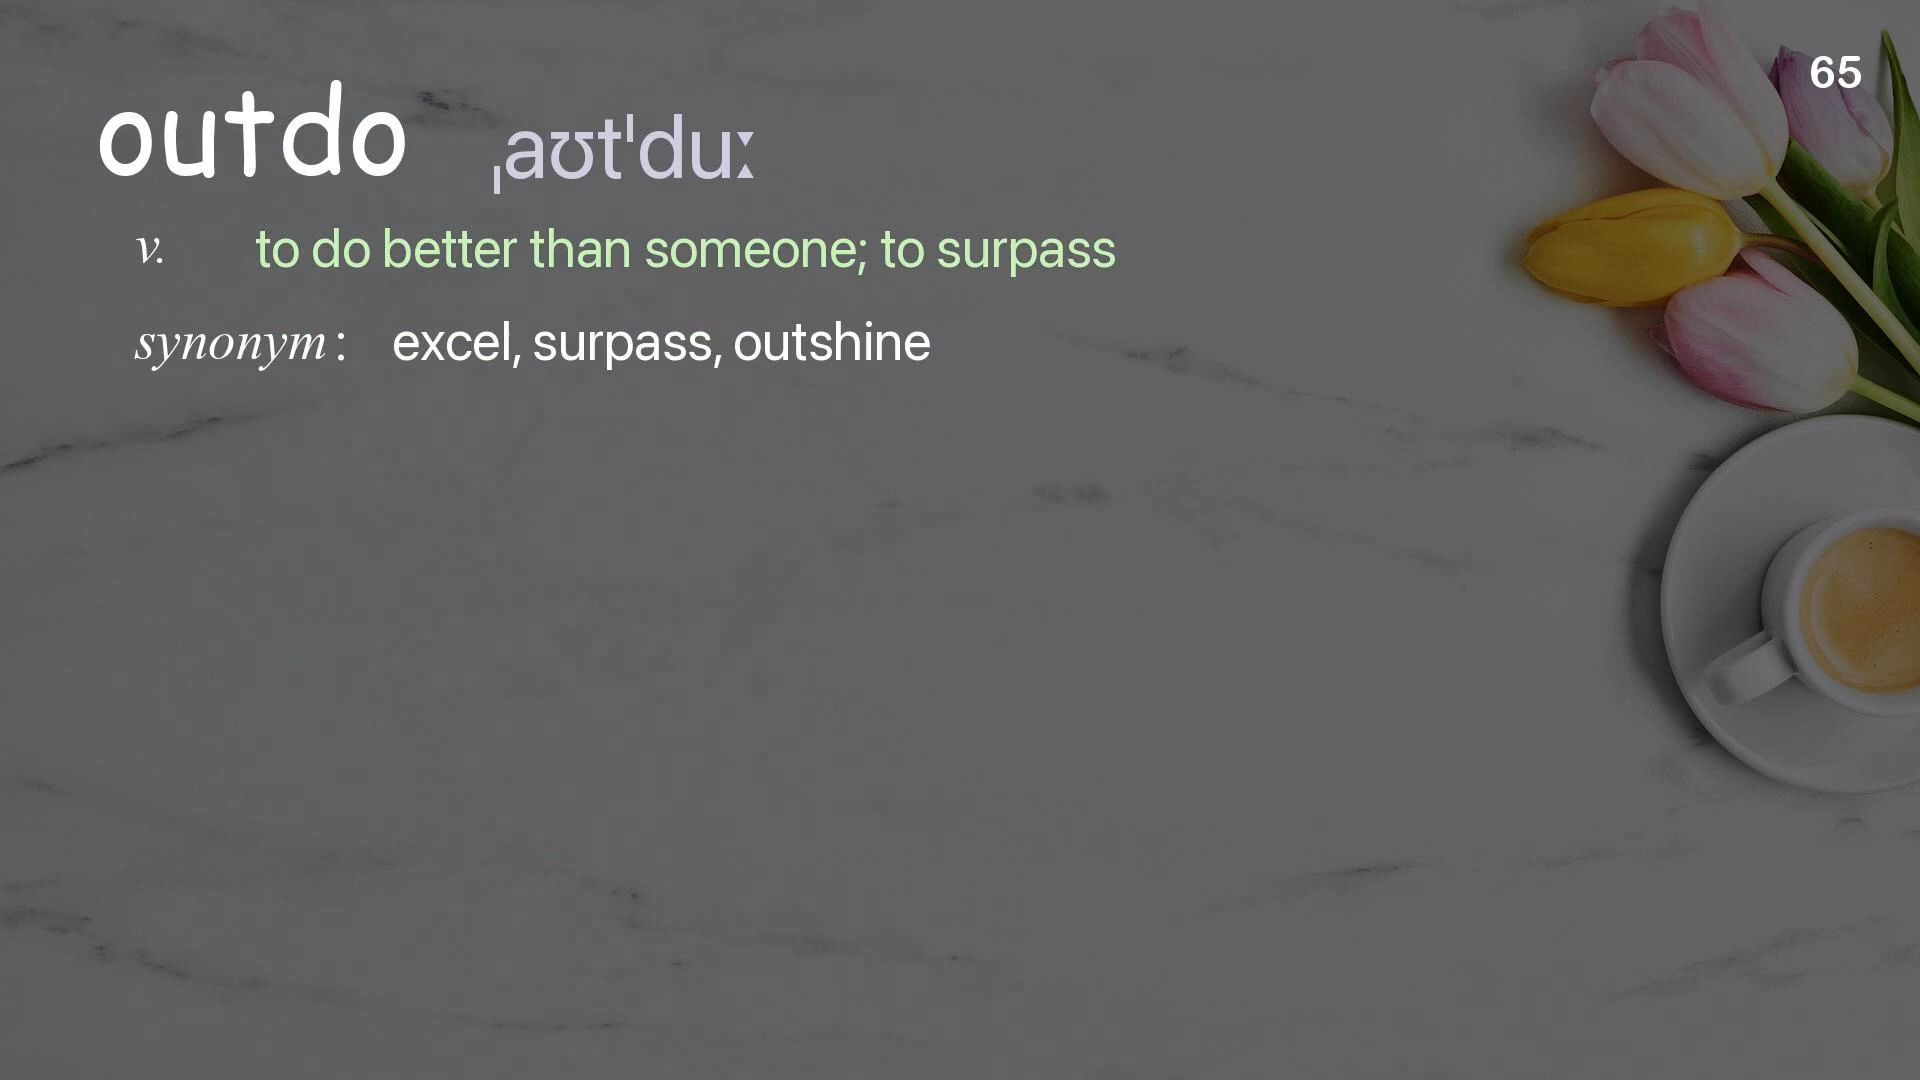 65
outdo ˌaʊtˈduː
v. to do better than someone; to surpass
synonym : excel, surpass, outshine